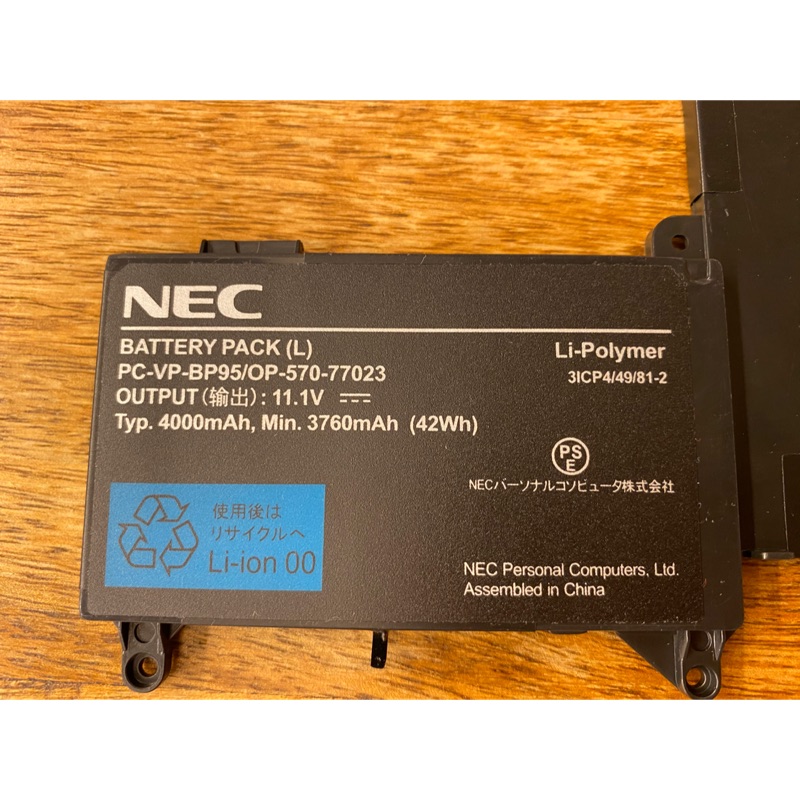 NEC
BATTERY PACK (L)
PC-VP-BP95/OP-570-77023
OUTPUT(输出): 11.1V
Typ. 4000mAh, Min. 3760mAh (42Wh)
Li-Polymer
3ICP4/49/81-2
PS
E
NECパーソナルコンピュータ株式会社
使用後は
リサイクルへ
Li-ion 00
NEC Personal Computers, Ltd.
Assembled in China